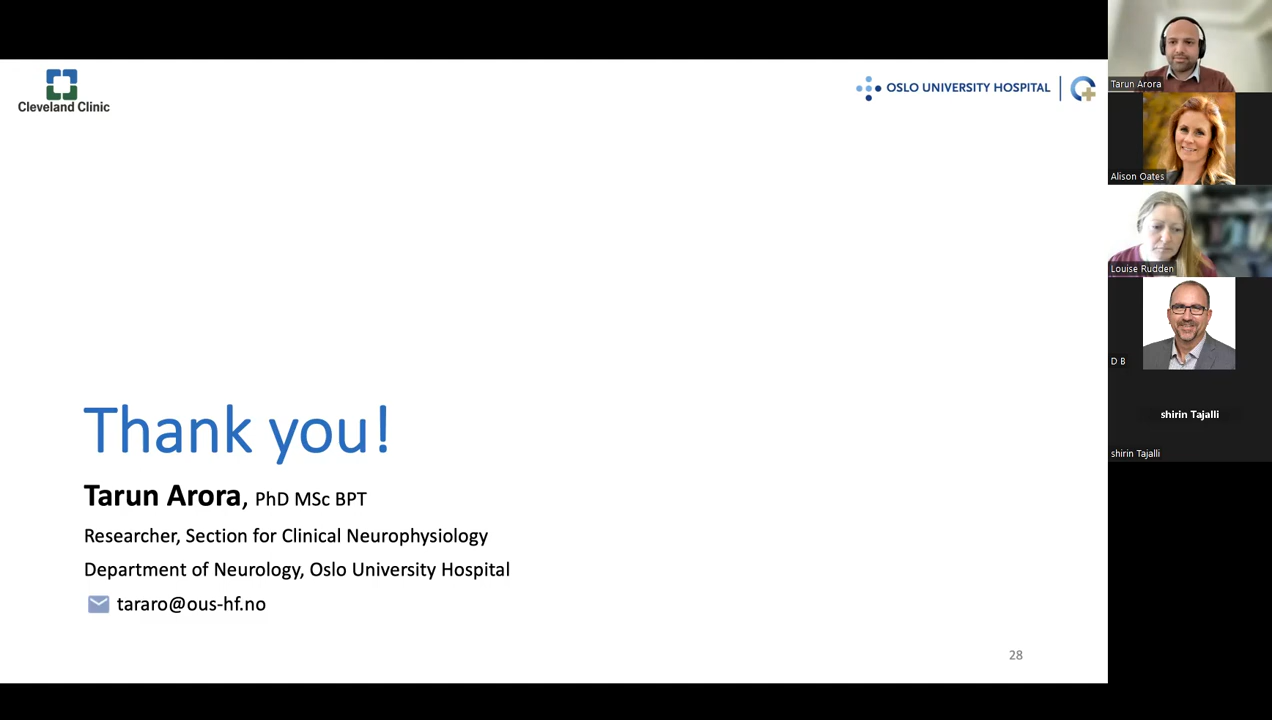 Cleveland Clinic
OSLO UNIVERSITY HOSPITAL
Thank you!
Tarun Arora, PhD MSc BPT
Researcher, Section for Clinical Neurophysiology
Department of Neurology, Oslo University Hospital
tararo@ous-hf.no
28
Tarun Arora
Alison Oates
Louise Rudden
D B
shirin Tajalli
shirin Tajalli